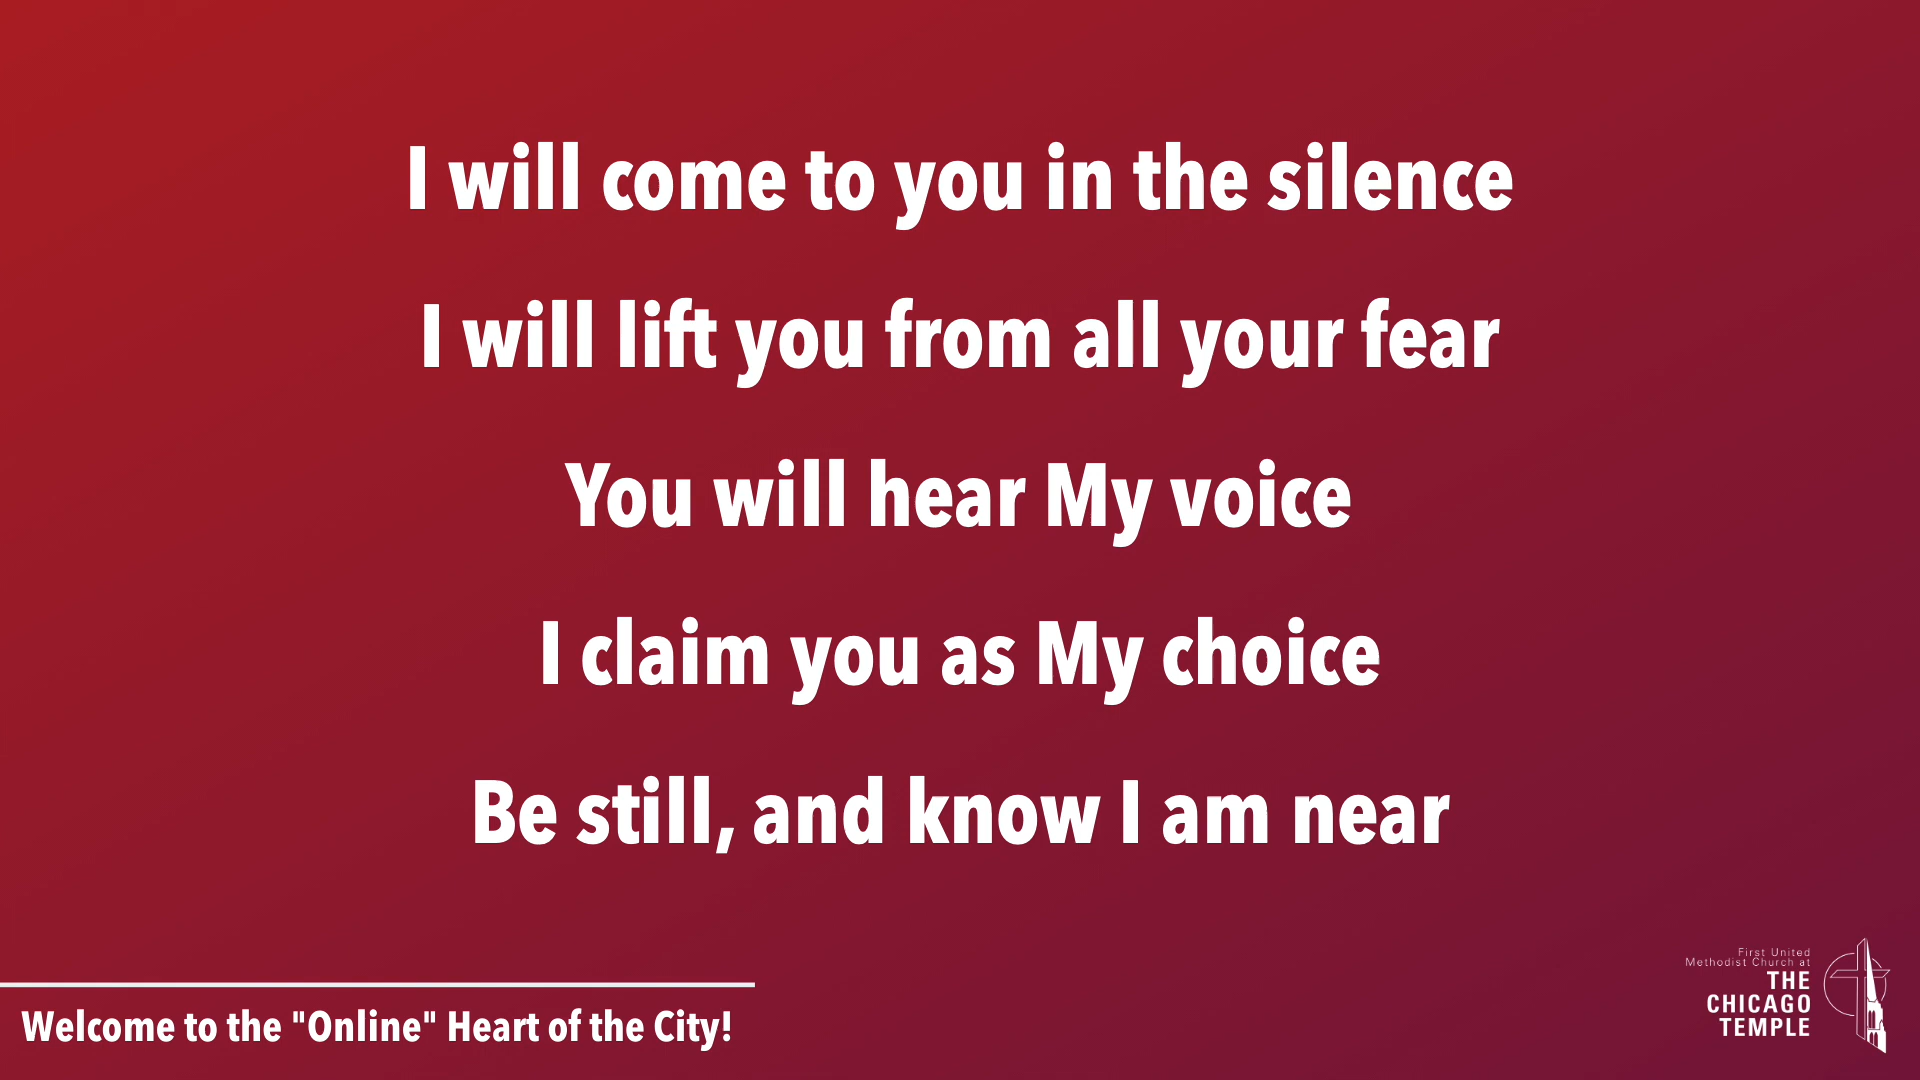 I will come to you in the silence
I will lift you from all your fear
You will hear My voice
I claim you as My choice
Be still, and know I am near
Welcome to the "Online" Heart of the City!
First United
Methodist Church at
THE
CHICAGO
TEMPLE